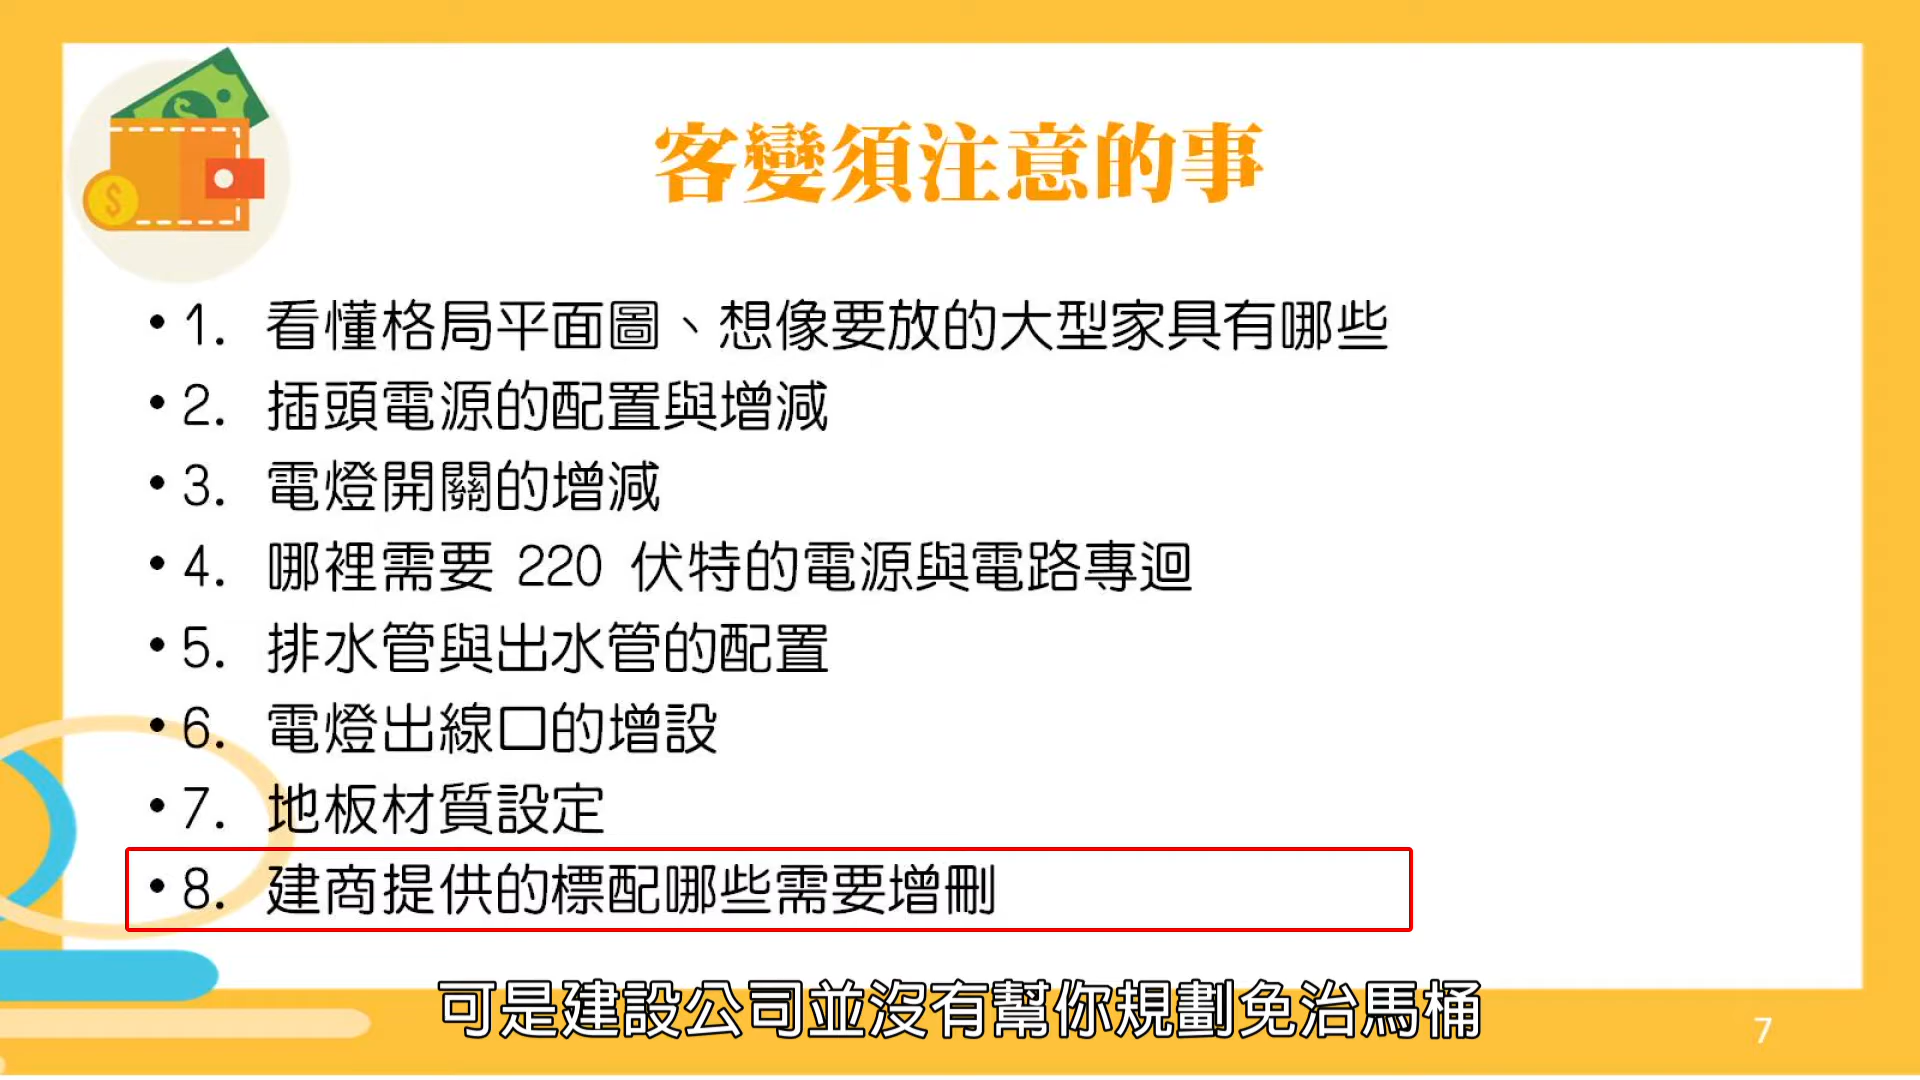 客變須注意的事
• 1. 看懂格局平面圖、想像要放的大型家具有哪些
• 2. 插頭電源的配置與增減
• 3. 電燈開關的增減
• 4. 哪裡需要 220 伏特的電源與電路專迴
• 5. 排水管與出水管的配置
• 6. 電燈出線口的增設
• 7. 地板材質設定
• 8. 建商提供的標配哪些需要增刪
可是建設公司並沒有幫你規劃免治馬桶
7